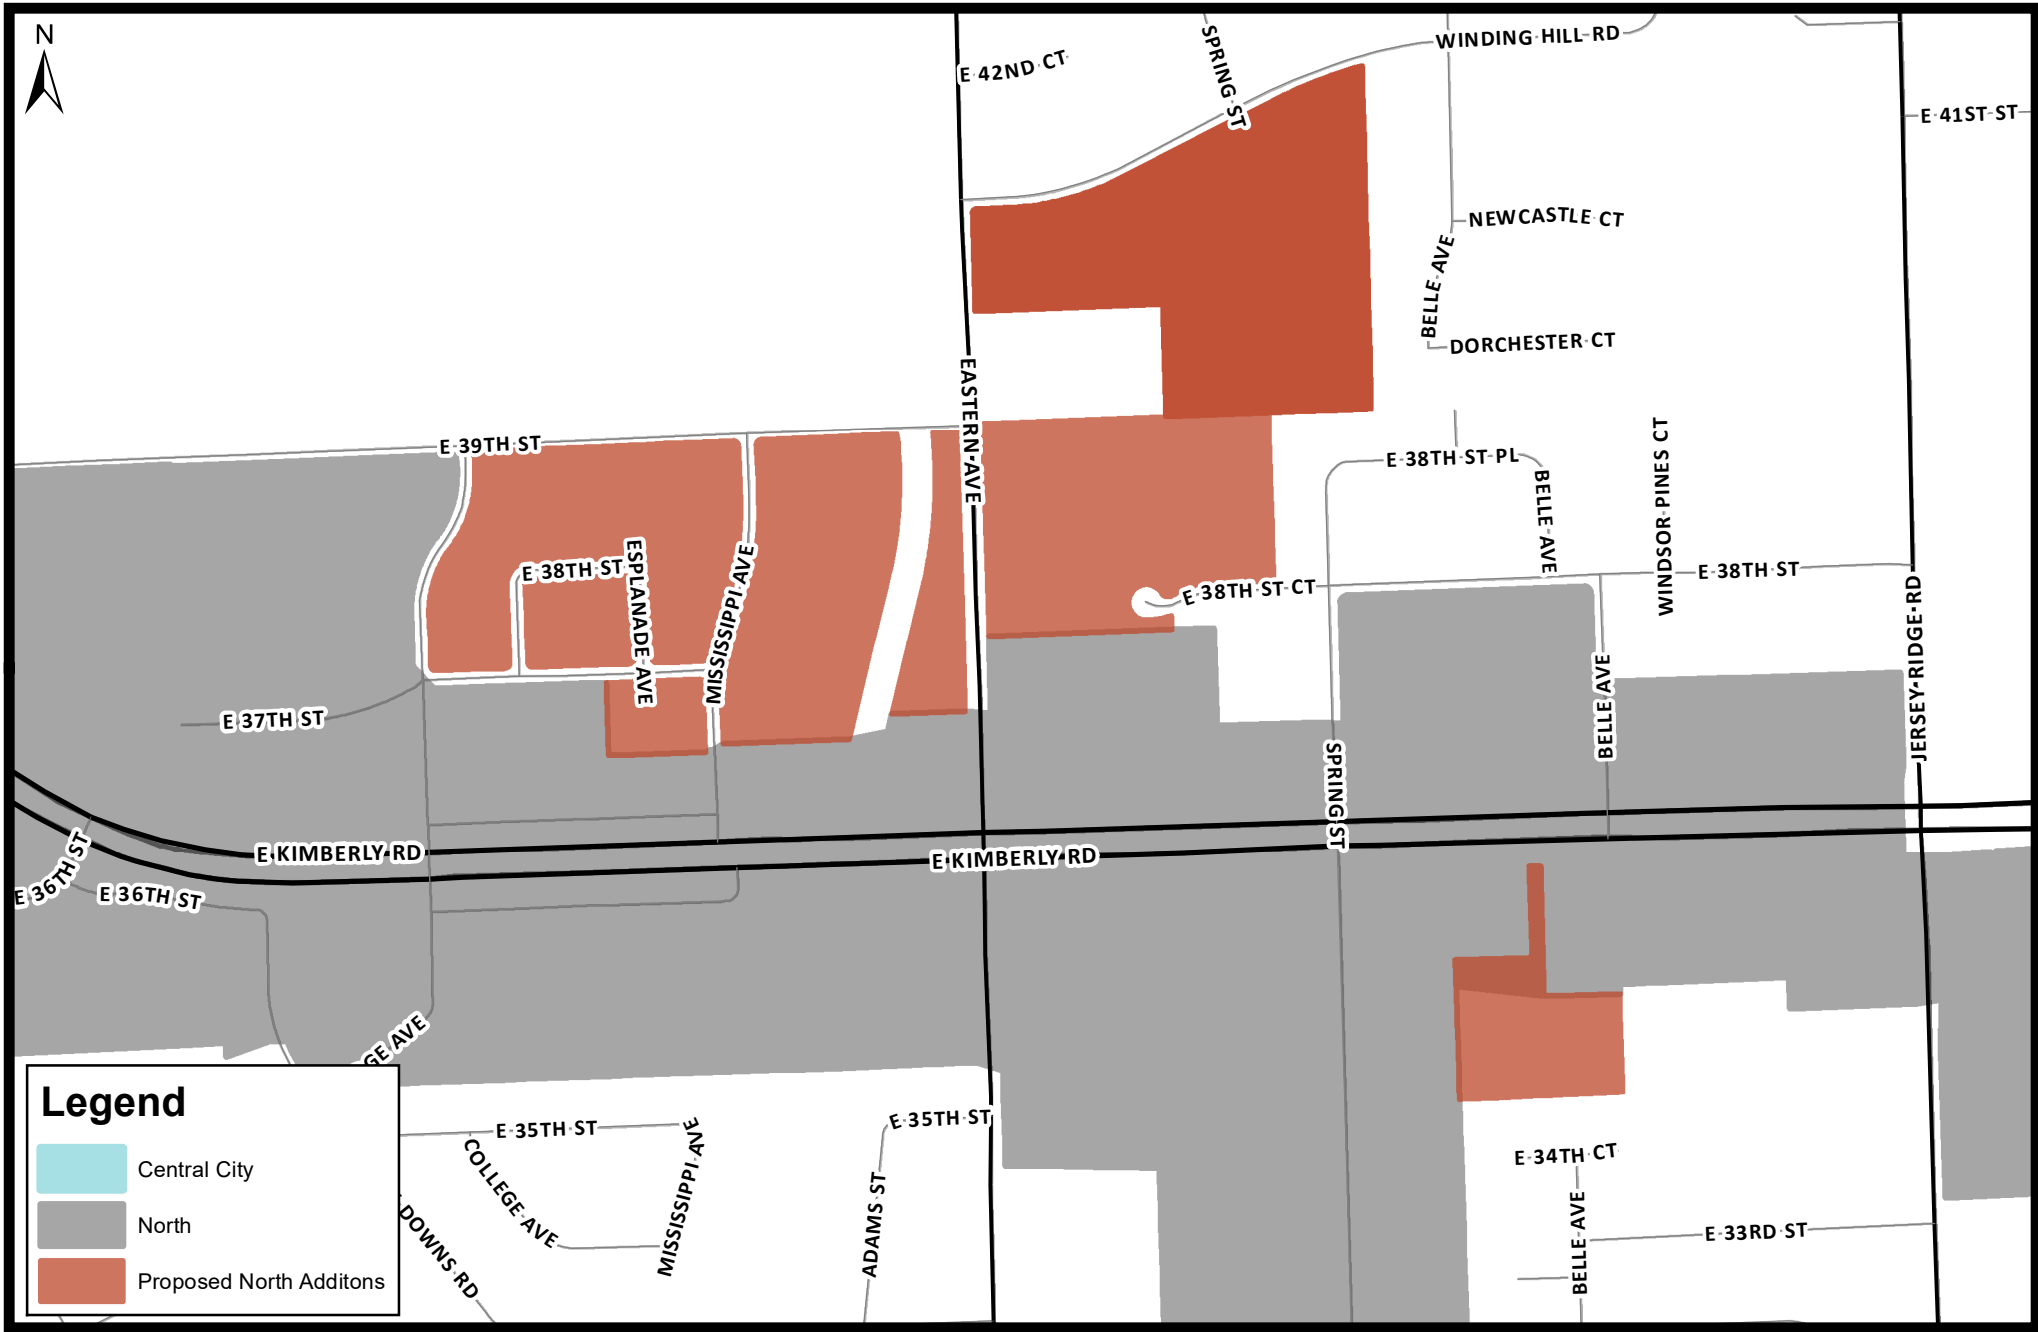 N
E 42ND CT
SPRING ST
WINDING HILL RD
E 41ST ST
NEWCASTLE CT
BELLE AVE
DORCHESTER CT
EASTERN AVE
E 39TH ST
E 38TH ST PL
BELLE AVE
WINDSOR PINES CT
E 38TH ST
ESPLANADE AVE
MISSISSIPPI AVE
E 38TH ST CT
E 38TH ST
JERSEY RIDGE RD
E 37TH ST
BELLE AVE
SPRING ST
E KIMBERLY RD
E KIMBERLY RD
E 36TH ST
E 36TH ST
GE AVE
Legend
Central City
North
Proposed North Additons
E 35TH ST
MISSISSIPPI AVE
COLLEGE AVE
DOWNS RD
E 35TH ST
ADAMS ST
E 34TH CT
BELLE AVE
E 33RD ST